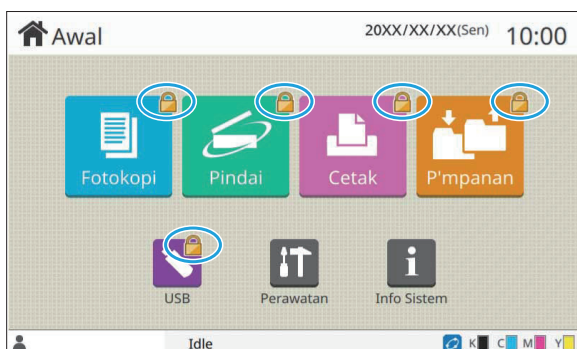 Awal
20XX/XX/XX(Sen) 10:00
Fotokopi Pindai Cetak P'mpanan
USB Perawatan Info Sistem
Idle K C M Y